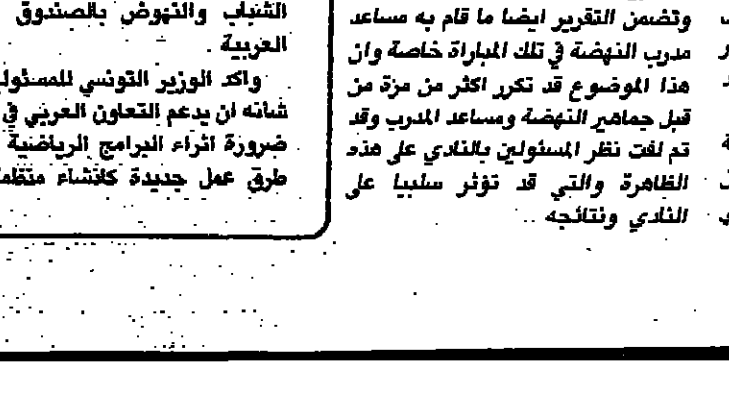 وتضمن التقرير ايضا ما قام به مساعد
مدرب النهضة في تلك المباراة خاصة وان
هذا الموضوع قد تكرر اكثر من مرة من
قبل جماهير النهضة ومساعد المدرب وقد
تم لفت نظر المسئولين بالنادي على هذه
الظاهرة والتي قد تؤثر سلبيا على
النادي ونتائجه ..
الشباب والنهوض بالصندوق
العربية .
واكد الوزير التونسي للمسئولي
شانه ان يدعم التعاون العربي في
ضرورة اثراء البرامج الرياضية
طرق عمل جديدة كانشاء منظمة